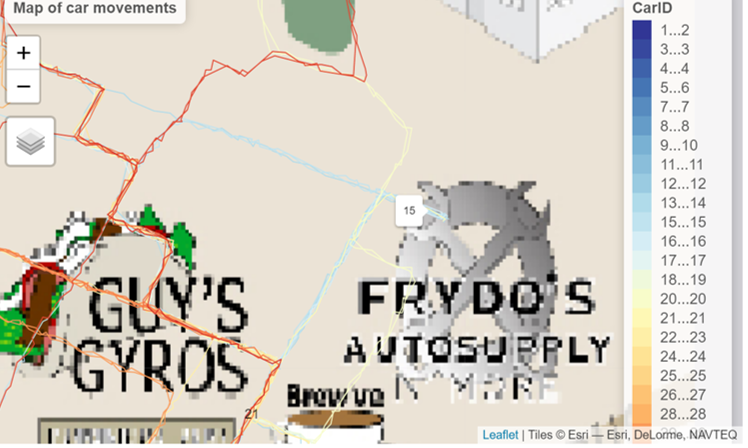 Map of car movements
+
−
15
GUY'S
GYROS
FRYDO'S
AUTOSUPPLY
N' MORE
Brew've
21
CarID
1...2
3...3
4...4
5...6
7...7
8...8
9...10
11...11
12...12
13...14
15...15
16...16
17...17
18...19
20...20
21...21
22...23
24...24
25...25
26...27
28...28
Leaflet | Tiles © Esri — Esri, DeLorme, NAVTEQ